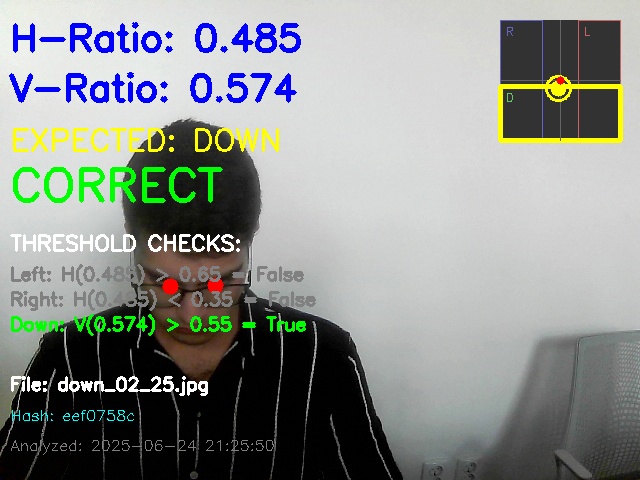 H-Ratio: 0.485
V-Ratio: 0.574
EXPECTED: DOWN
CORRECT
THRESHOLD CHECKS:
Left: H(0.485) > 0.65 = False
Right: H(0.485) < 0.35 = False
Down: V(0.574) > 0.55 = True
File: down_02_25.jpg
Hash: eef0758c
Analyzed: 2025-06-24 21:25:50
R
L
D